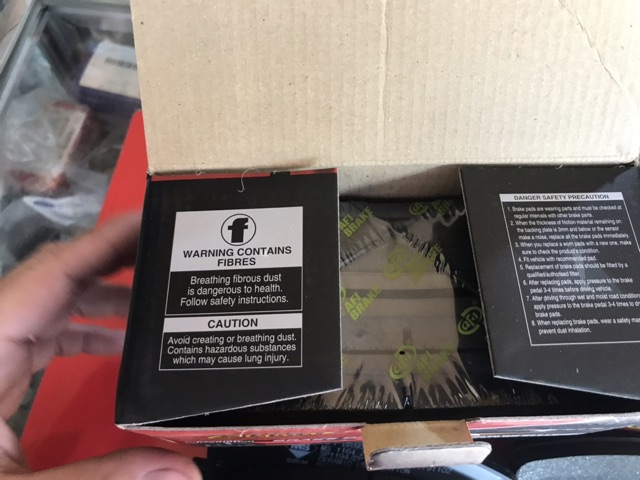 f
WARNING CONTAINS
FIBRES
Breathing fibrous dust
is dangerous to health.
Follow safety instructions.
CAUTION
Avoid creating or breathing dust.
Contains hazardous substances
which may cause lung injury.
AFI
BRAKE
AFI
BRAKE
afi
afi
DANGER SAFETY PRECAUTION
1. Brake pads are wearing parts and must be checked at
regular intervals with other brake parts.
2. When the thickness of friction material remaining on
the backing plate is 3mm and below or the sensor
make a noise, replace all the brake pads immediately
3. When you replace a worn pads with a new one, make
sure to check the product's condition.
4. Fit vehicle with recommended pad.
5. Replacement of brake pads should be fitted by a
qualified/authorised fitter.
6. After replacing pads, apply pressure to the brake
pedal 3-4 times before driving vehicle.
7. After driving through wet and moist road condition
apply pressure to the brake pedal 3-4 times to
8. When replacing brake pads, wear a safety
prevent dust inhalation.